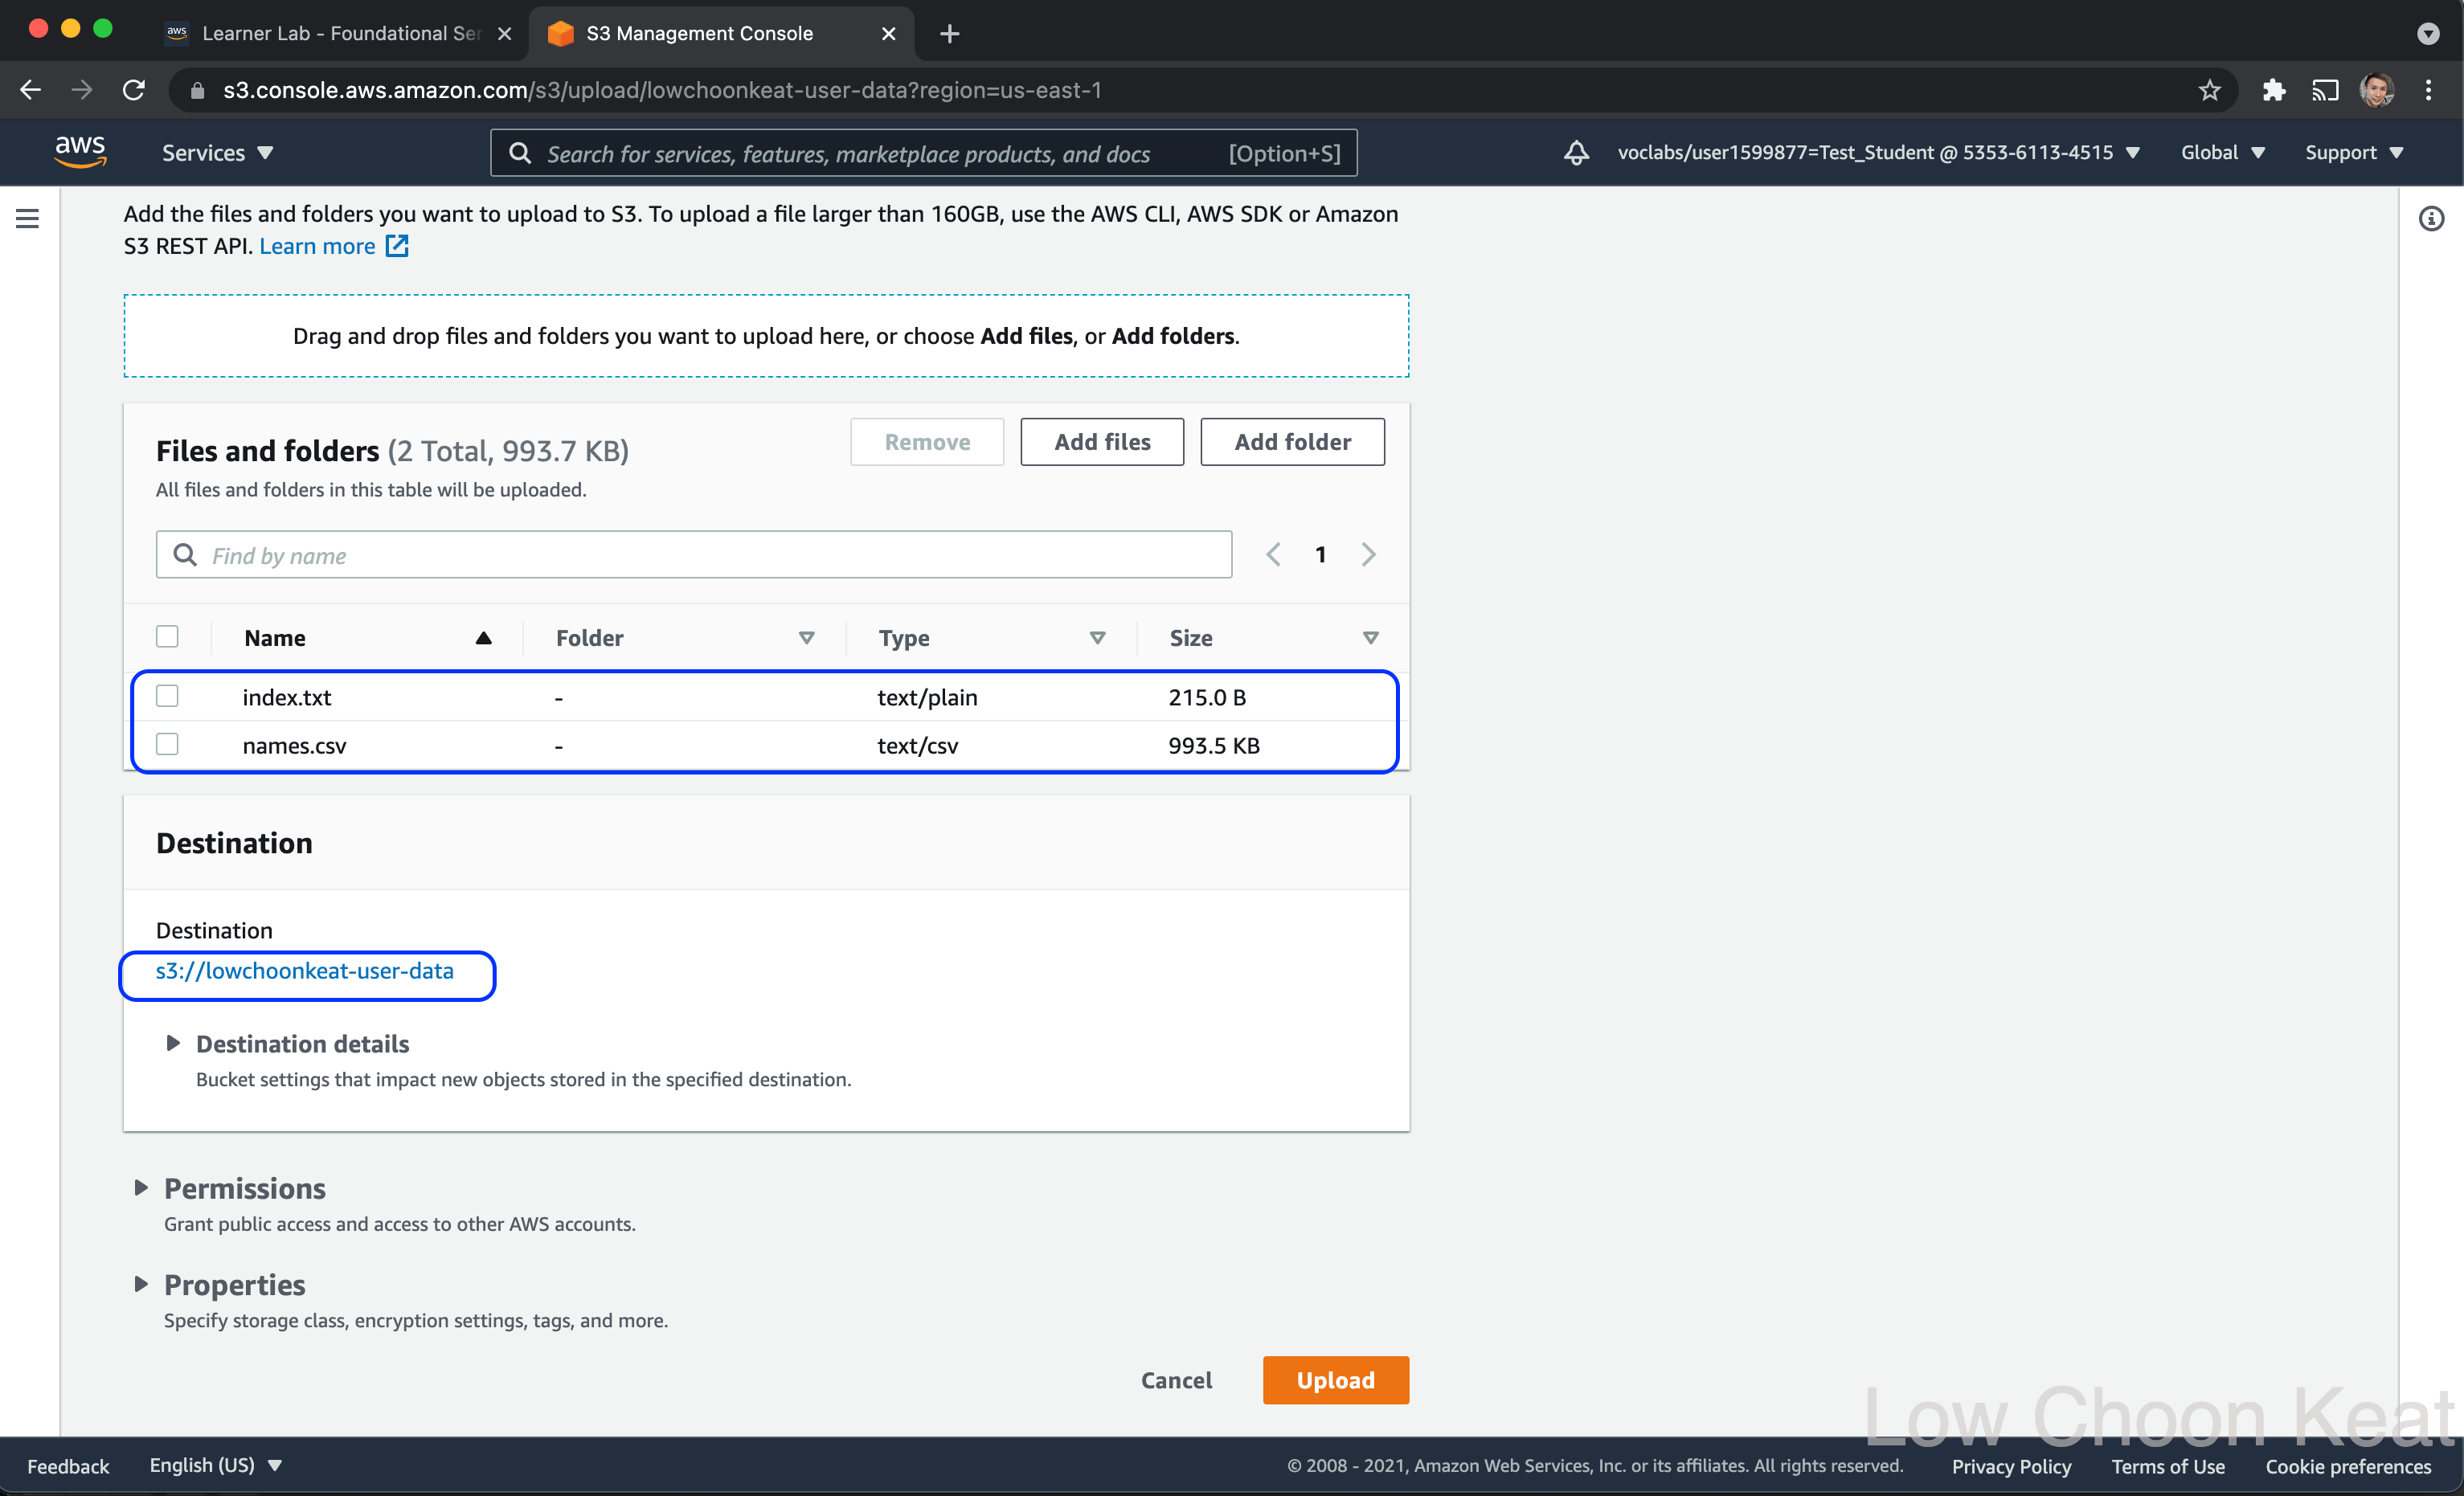 aws Learner Lab - Foundational Ser
S3 Management Console
s3.console.aws.amazon.com/s3/upload/lowchoonkeat-user-data?region=us-east-1
aws Services Search for services, features, marketplace products, and docs [Option+S] voclabs/user1599877=Test_Student @ 5353-6113-4515 Global Support
Add the files and folders you want to upload to S3. To upload a file larger than 160GB, use the AWS CLI, AWS SDK or Amazon
S3 REST API. Learn more
Drag and drop files and folders you want to upload here, or choose Add files, or Add folders.
Files and folders (2 Total, 993.7 KB)
Remove Add files Add folder
All files and folders in this table will be uploaded.
Find by name 1
Name Folder Type Size
index.txt - text/plain 215.0 B
names.csv - text/csv 993.5 KB
Destination
Destination
s3://lowchoonkeat-user-data
Destination details
Bucket settings that impact new objects stored in the specified destination.
Permissions
Grant public access and access to other AWS accounts.
Properties
Specify storage class, encryption settings, tags, and more.
Cancel Upload
Low Choon Keat
Feedback English (US) © 2008 - 2021, Amazon Web Services, Inc. or its affiliates. All rights reserved. Privacy Policy Terms of Use Cookie preferences